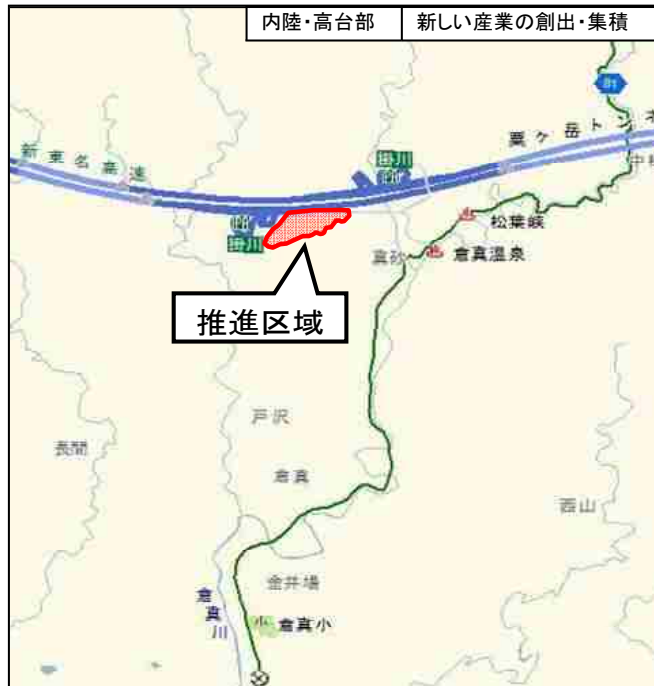 内陸・高台部 新しい産業の創出・集積
81
粟ヶ岳トンネ
新東名高速
掛川
掛川
松葉峡
真砂
倉真温泉
推進区域
戸沢
長間
倉真
西山
金井場
倉真川
小 倉真小